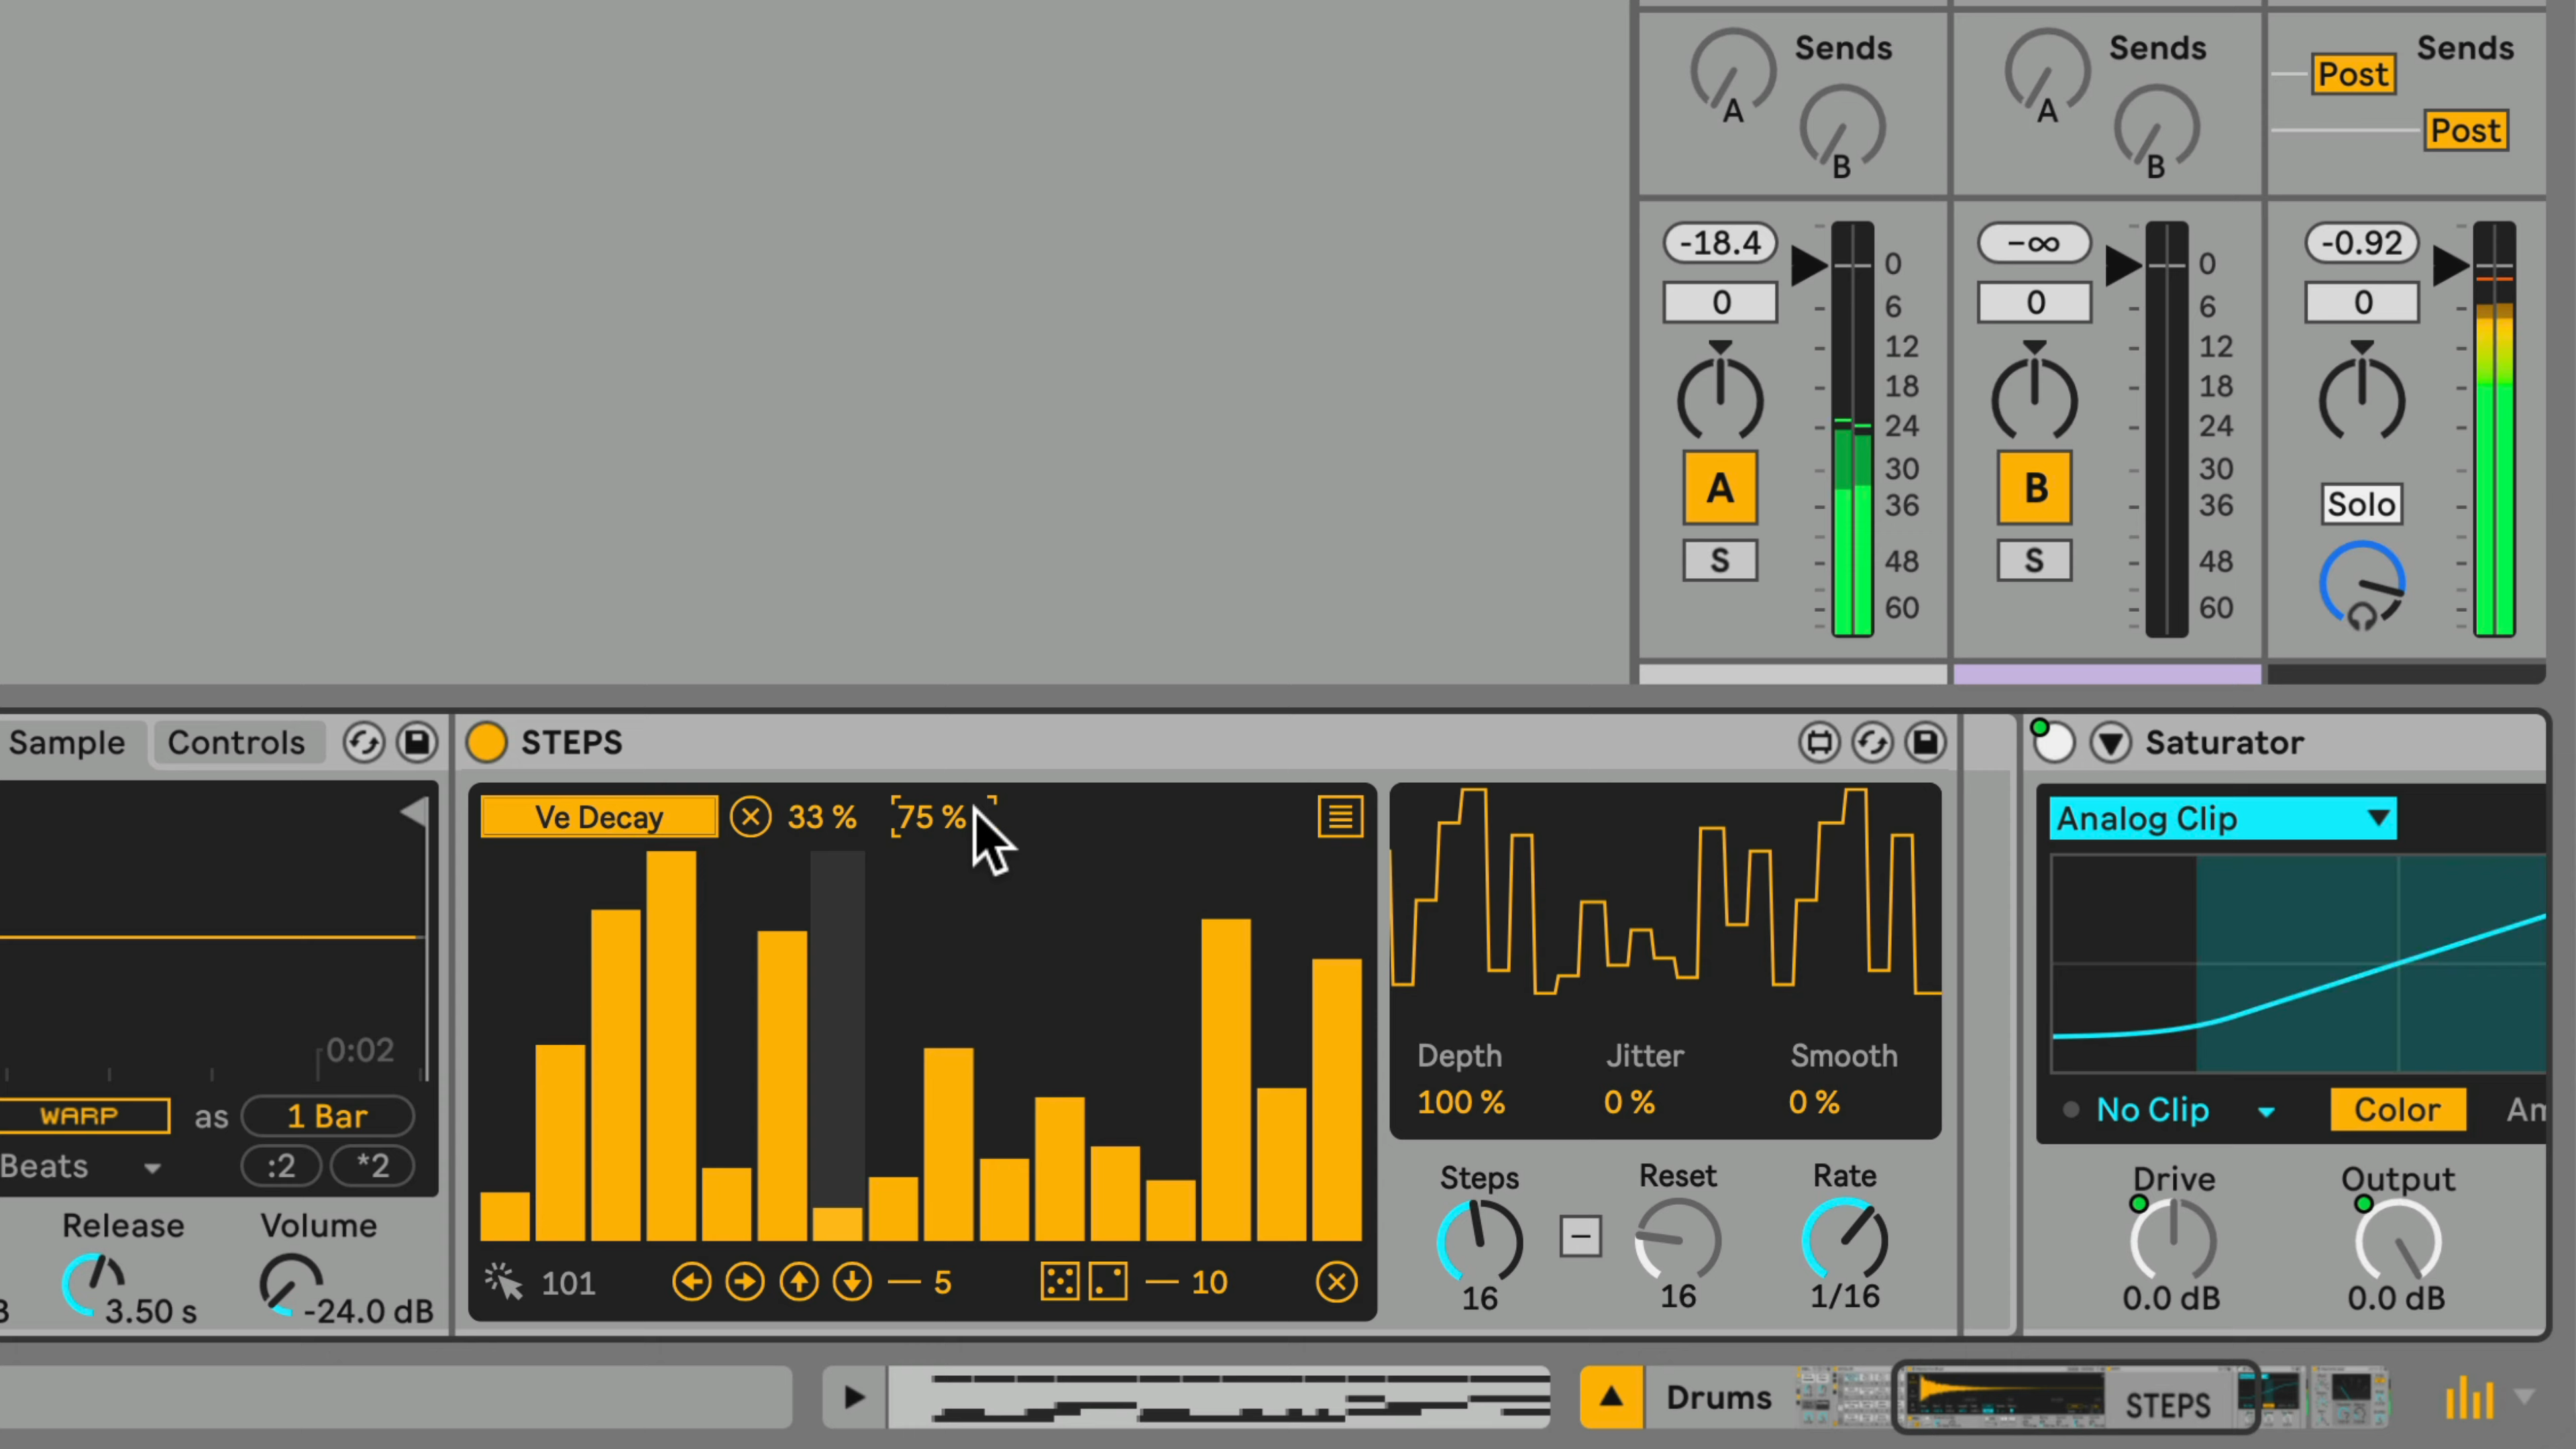 Sends
A
B
Sends
A
B
Sends
Post
Post
-18.4
0
0
6
12
18
24
30
36
48
60
A
S
-∞
0
0
6
12
18
24
30
36
48
60
B
S
-0.92
0
Solo
Sample
Controls
STEPS
Saturator
Ve Decay
33 %
75 %
Analog Clip
0:02
WARP
as
1 Bar
Beats
:2
*2
Release
Volume
3.50 s
-24.0 dB
101
5
10
Depth
Jitter
Smooth
100 %
0 %
0 %
Steps
Reset
Rate
16
16
1/16
No Clip
Color
Drive
Output
0.0 dB
0.0 dB
Drums
STEPS